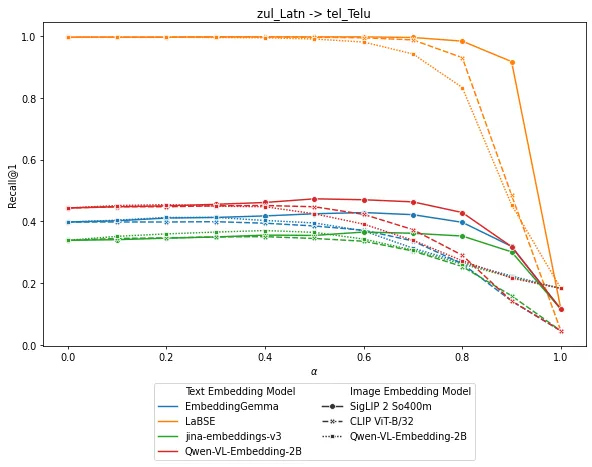 zul_Latn -> tel_Telu
Recall@1
1.0
0.8
0.6
0.4
0.2
0.0
0.0 0.2 0.4 0.6 0.8 1.0
α
Text Embedding Model Image Embedding Model
EmbeddingGemma SigLIP 2 So400m
LaBSE CLIP ViT-B/32
jina-embeddings-v3 Qwen-VL-Embedding-2B
Qwen-VL-Embedding-2B